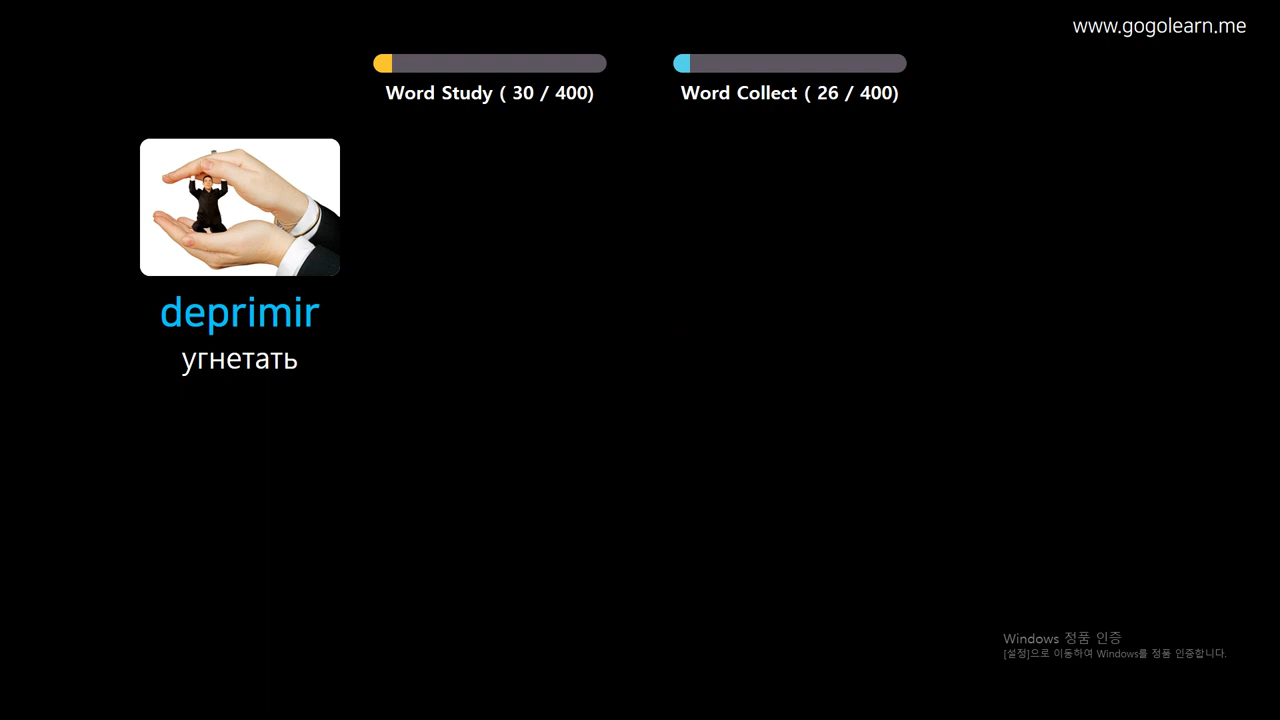 www.gogolearn.me
Word Study ( 30 / 400)
Word Collect ( 26 / 400)
deprimir
угнетать
Windows 정품 인증
[설정]으로 이동하여 Windows를 정품 인증합니다.